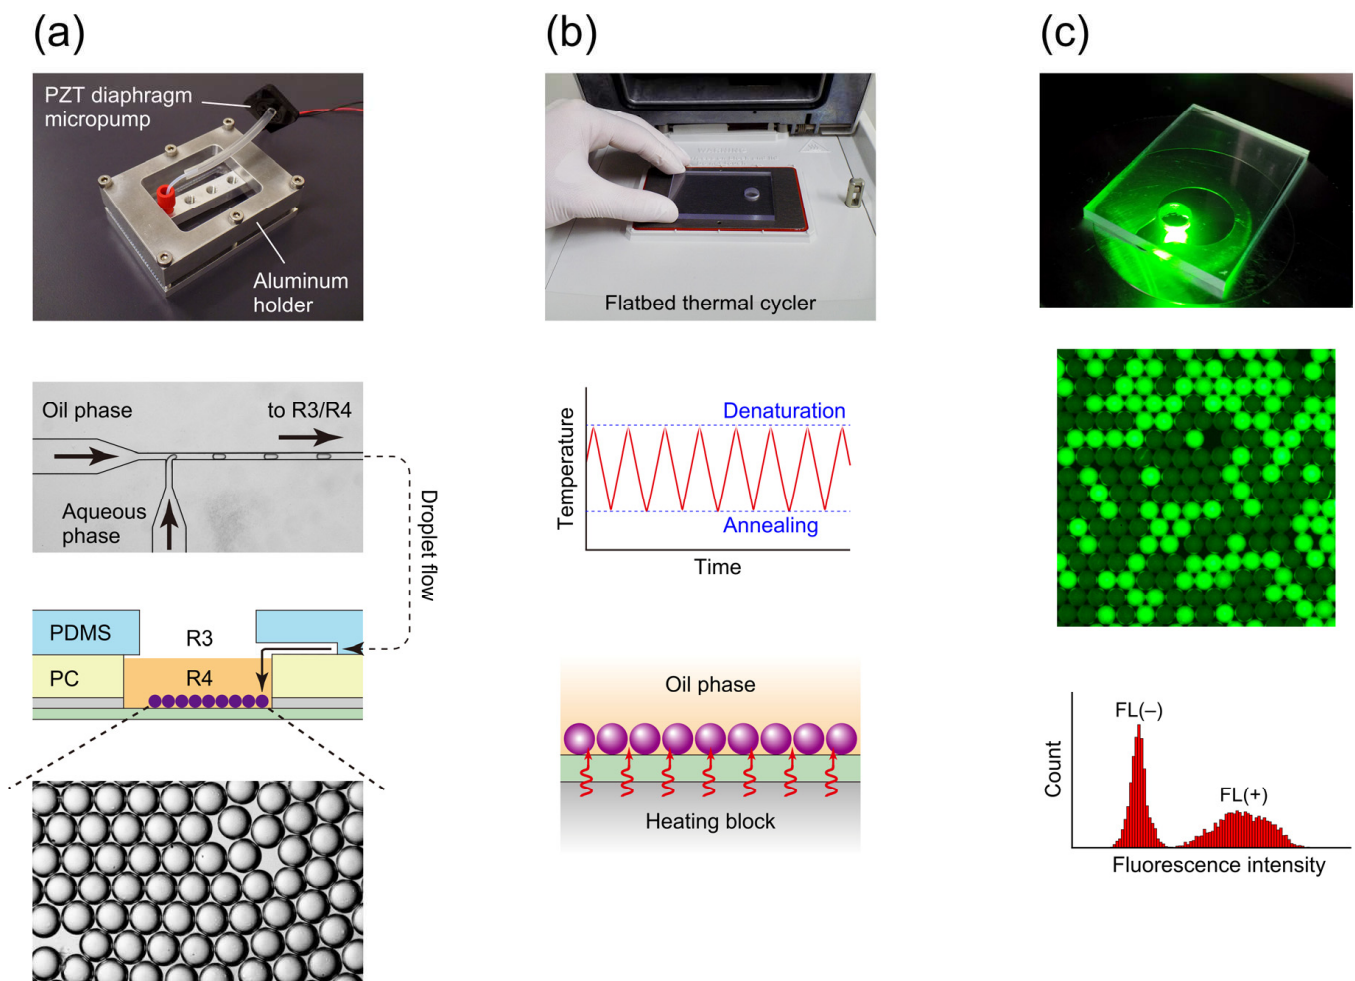 (a)
PZT diaphragm
micropump
Aluminum
holder
Oil phase
to R3/R4
Aqueous
phase
Droplet flow
PDMS
R3
PC
R4
(b)
Flatbed thermal cycler
Temperature
Denaturation
Annealing
Time
Oil phase
Heating block
(c)
Count
FL(–)
FL(+)
Fluorescence intensity